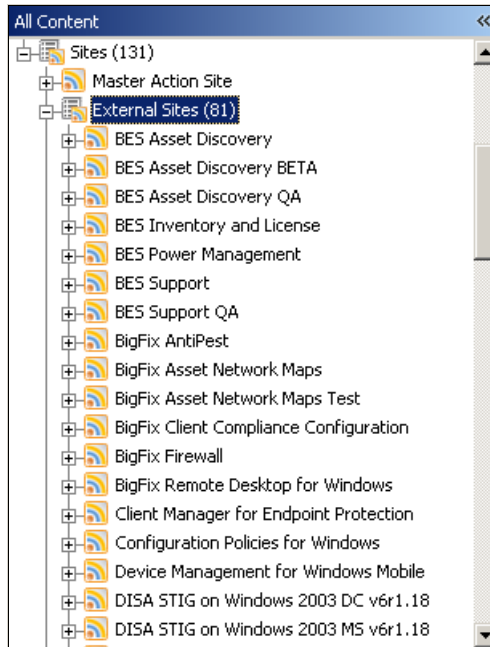 All Content
Sites (131)
Master Action Site
External Sites (81)
BES Asset Discovery
BES Asset Discovery BETA
BES Asset Discovery QA
BES Inventory and License
BES Power Management
BES Support
BES Support QA
BigFix AntiPest
BigFix Asset Network Maps
BigFix Asset Network Maps Test
BigFix Client Compliance Configuration
BigFix Firewall
BigFix Remote Desktop for Windows
Client Manager for Endpoint Protection
Configuration Policies for Windows
Device Management for Windows Mobile
DISA STIG on Windows 2003 DC v6r1.18
DISA STIG on Windows 2003 MS v6r1.18